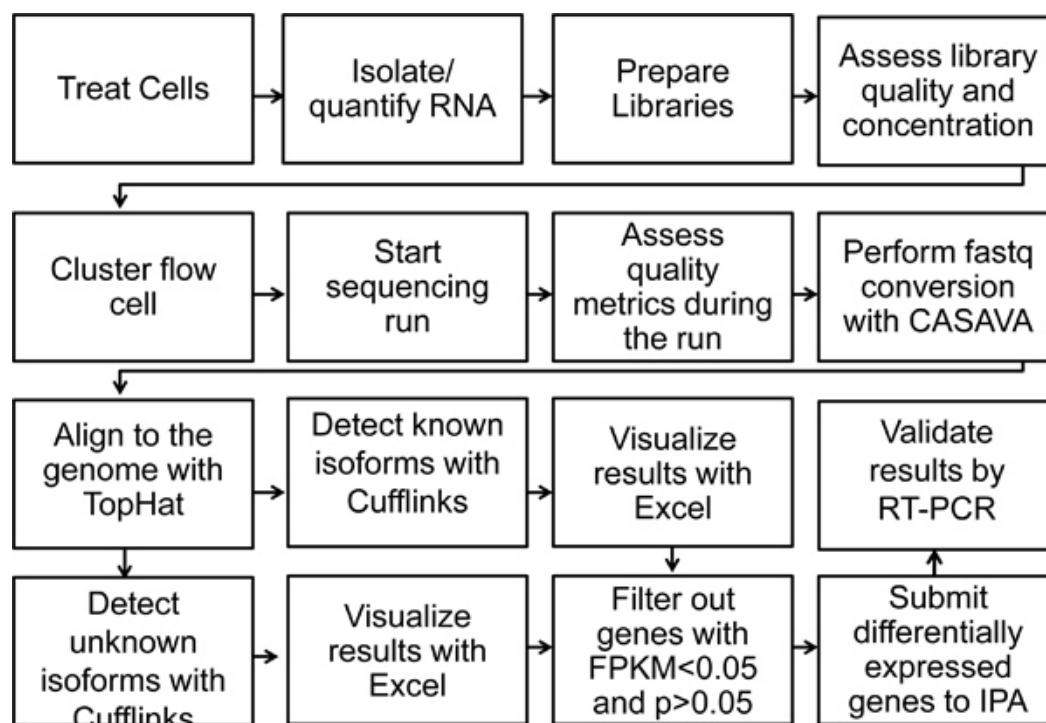 Treat Cells
Isolate/
quantify RNA
Prepare
Libraries
Assess library
quality and
concentration
Cluster flow
cell
Start
sequencing
run
Assess
quality
metrics during
the run
Perform fastq
conversion
with CASAVA
Align to the
genome with
TopHat
Detect known
isoforms with
Cufflinks
Visualize
results with
Excel
Validate
results by
RT-PCR
Detect
unknown
isoforms with
Cufflinks
Visualize
results with
Excel
Filter out
genes with
FPKM<0.05
and p>0.05
Submit
differentially
expressed
genes to IPA